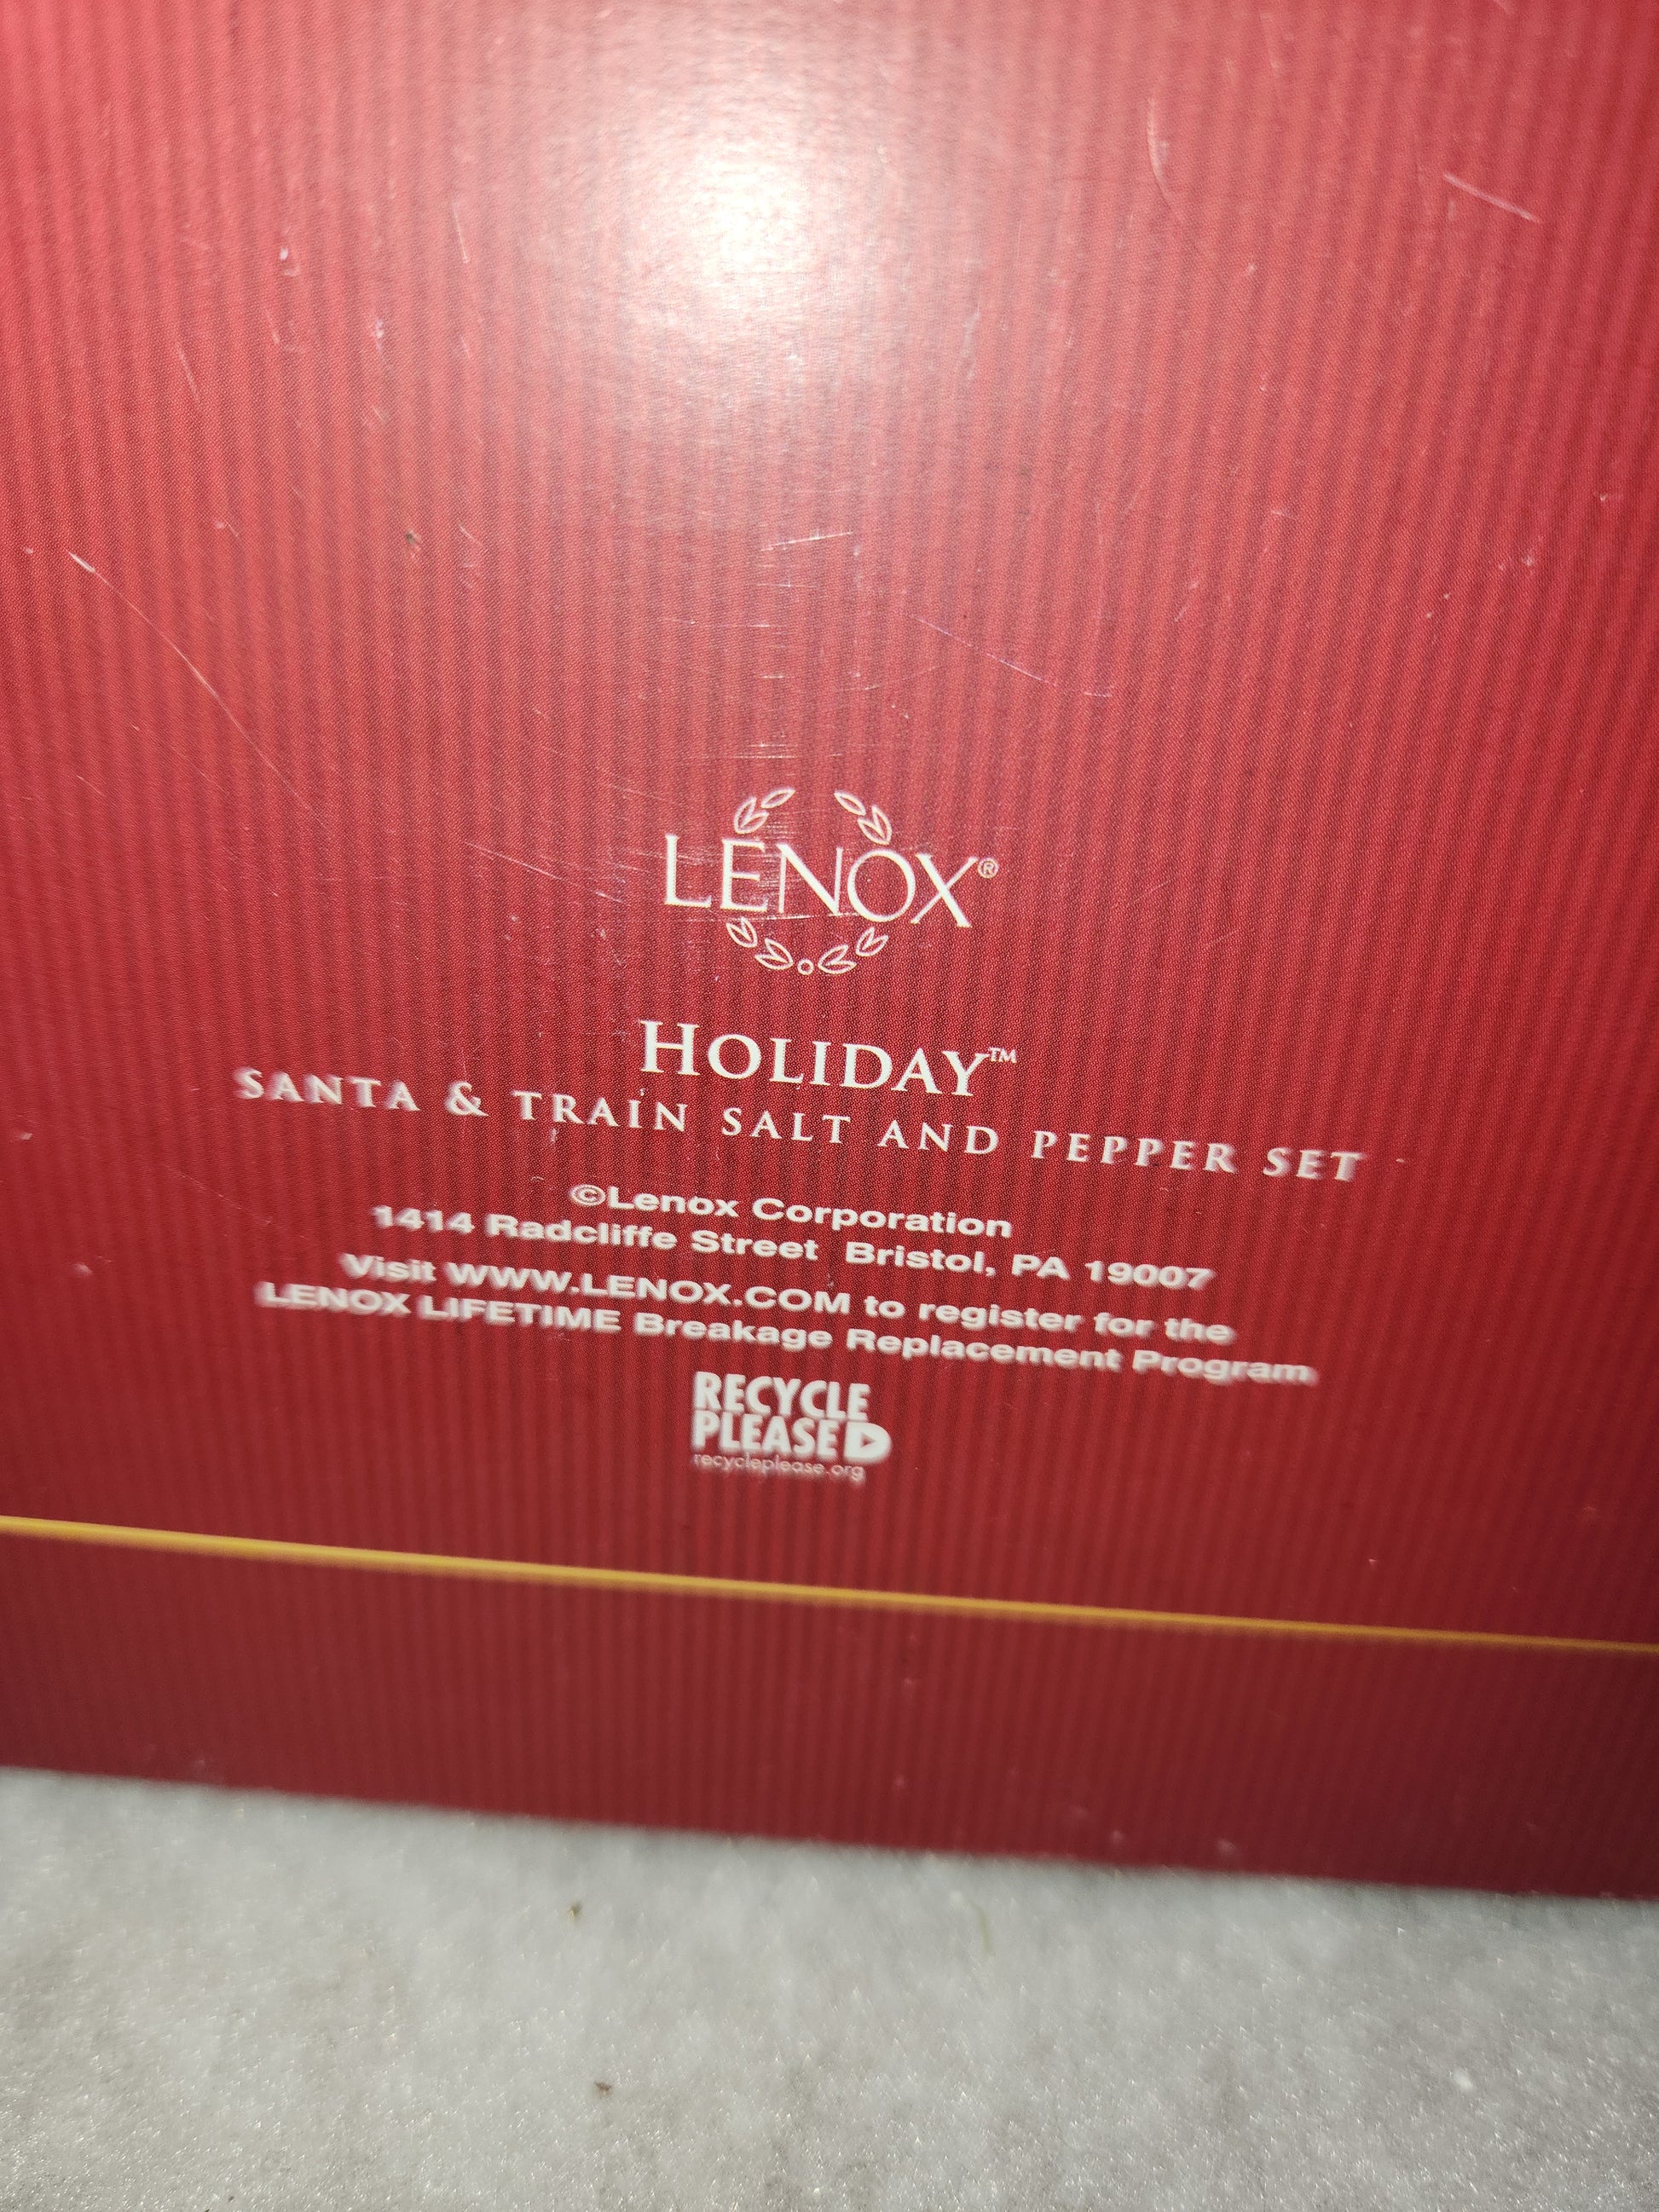 LENOX®
HOLIDAY™
SANTA & TRAIN SALT AND PEPPER SET
©Lenox Corporation
1414 Radcliffe Street Bristol, PA 19007
Visit WWW.LENOX.COM to register for the
LENOX LIFETIME Breakage Replacement Program
RECYCLE
PLEASE
recycleplease.org